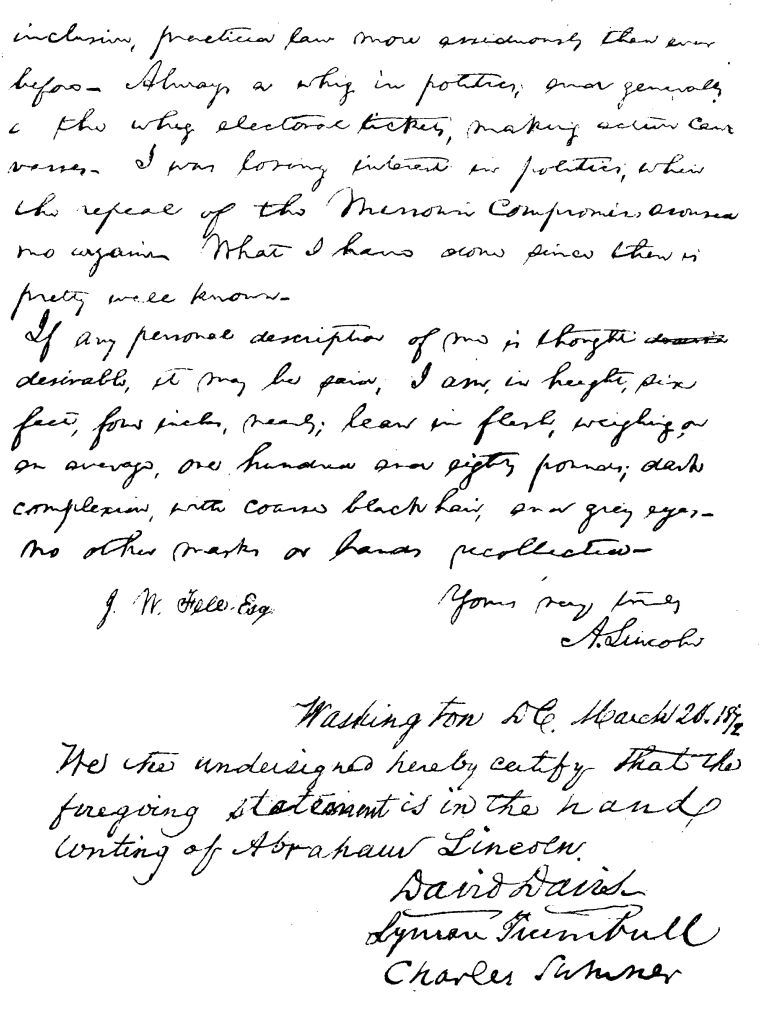 inclusive, practiced law more assiduously than ever
before - Always a whig in politics, and generally
the whig electoral tickets, making active can
vasses - I was losing interest in politics, when
the repeal of the Missouri Compromise aroused
me again. What I have done since then is
pretty well known -
If any personal description of me is thought
desirable, it may be said, I am, in height, six
feet, four inches, nearly; lean in flesh, weighing, on
an average, one hundred and eighty pounds; dark
complexion, with coarse black hair, and grey eyes -
No other marks or brands recollected -
J. W. Fell, Esq.
Yours very truly
A. Lincoln
Washington DC. March 20. 1872
We the undersigned hereby certify that the
foregoing statement is in the hand
writing of Abraham Lincoln.
David Davis
Lyman Trumbull
Charles Sumner